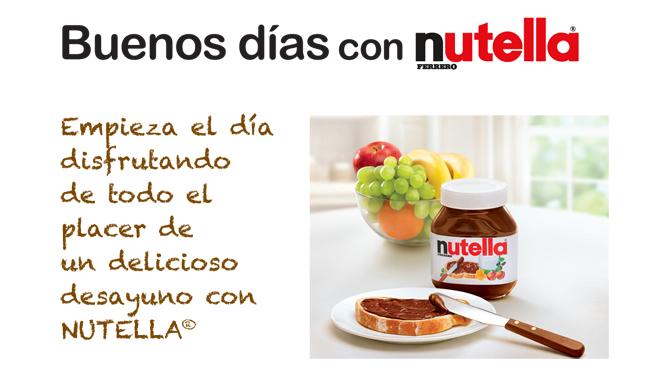 Buenos días con nutella®
FERRERO
Empieza el día
disfrutando
de todo el
placer de
un delicioso
desayuno con
NUTELLA®
nutella
FERRERO